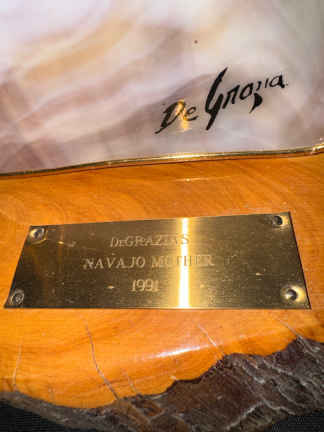 De Grazia
DeGRAZIA'S
NAVAJO MOTHER
1991